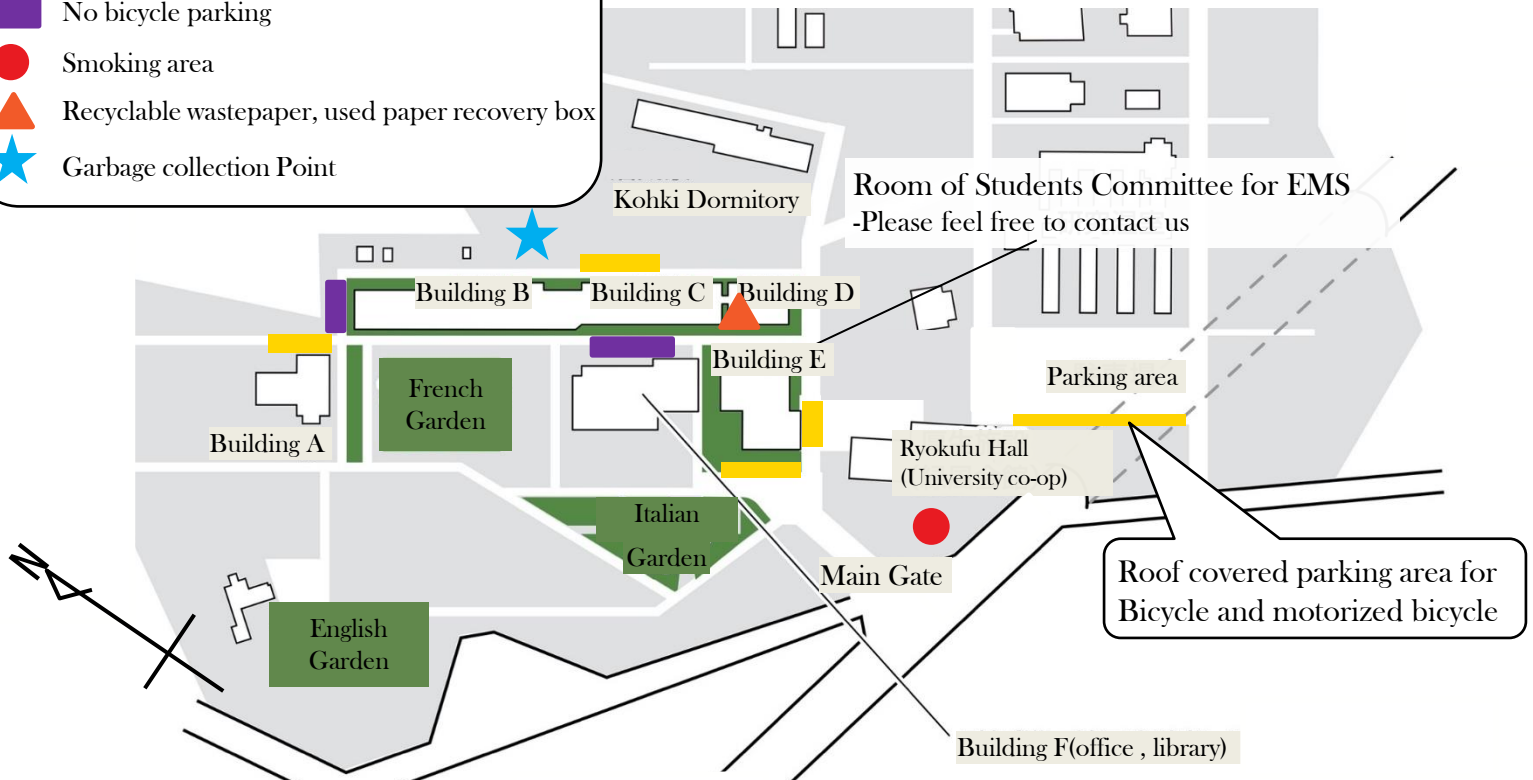 No bicycle parking
Smoking area
Recyclable wastepaper, used paper recovery box
Garbage collection Point
Kohki Dormitory
Room of Students Committee for EMS
-Please feel free to contact us
Building B
Building C
Building D
Building E
French
Garden
Parking area
Building A
Ryokufu Hall
(University co-op)
Italian
Garden
Main Gate
Roof covered parking area for
Bicycle and motorized bicycle
English
Garden
N
Building F(office , library)